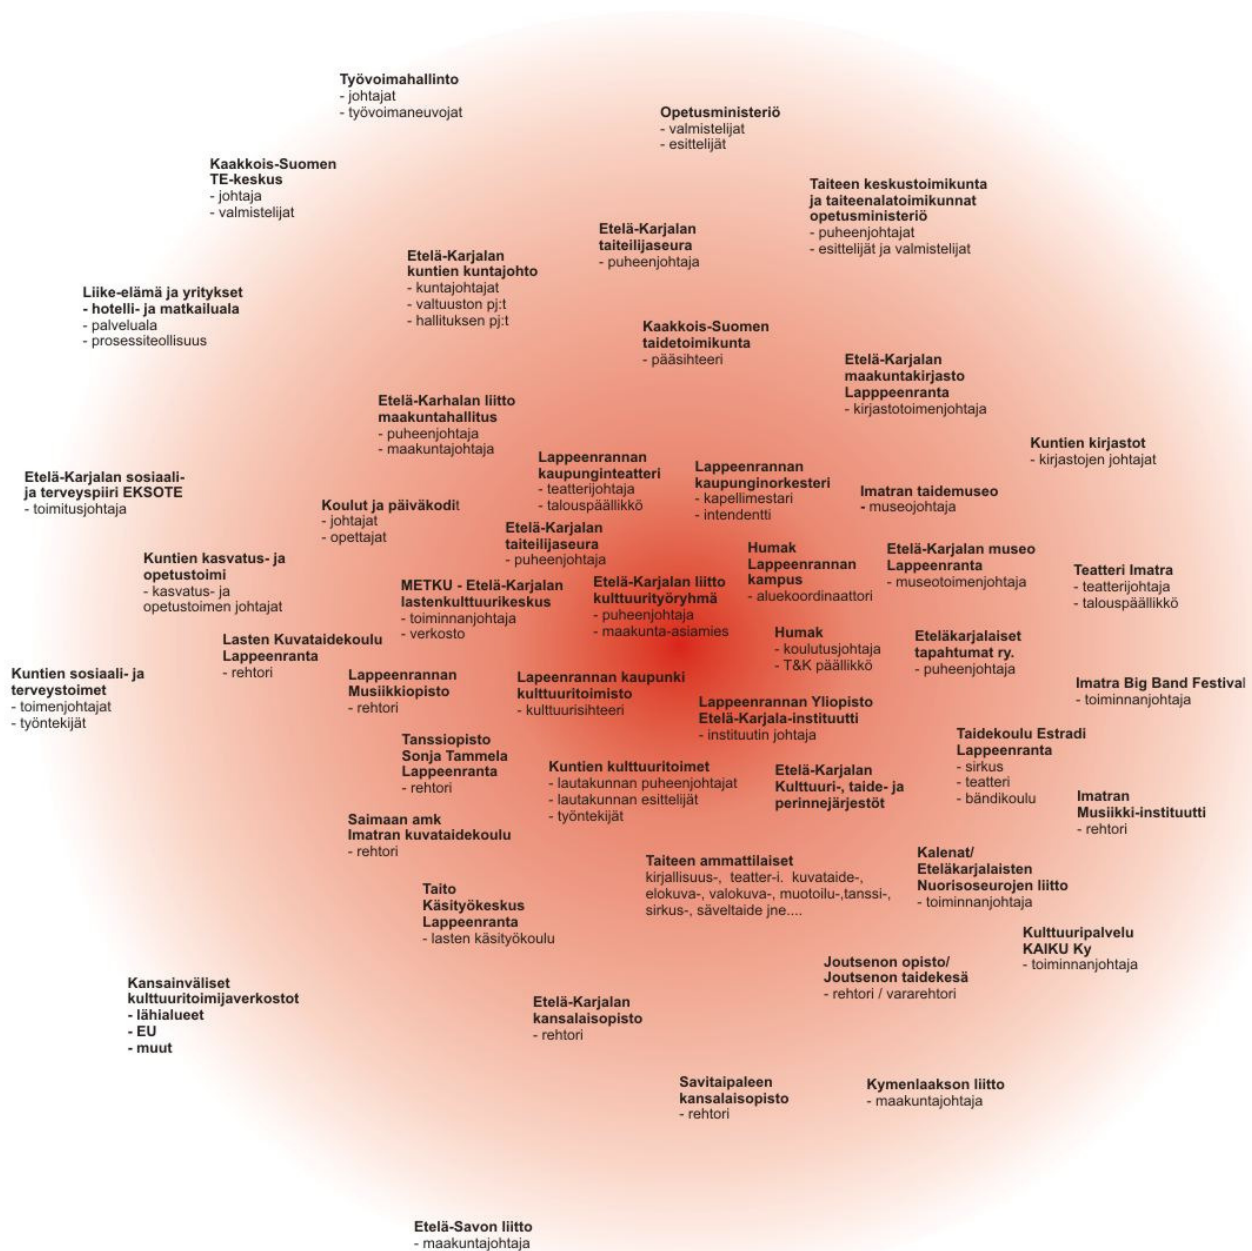 Työvoimahallinto
- johtajat
- työvoimaneuvojat
Opetusministeriö
- valmistelijat
- esittelijät
Kaakkois-Suomen
TE-keskus
- johtaja
- valmistelijat
Taiteen keskustoimikunta
ja taiteenalatoimikunnat
opetusministeriö
- puheenjohtajat
- esittelijät ja valmistelijat
Etelä-Karjalan
taiteilijaseura
- puheenjohtaja
Etelä-Karjalan
kuntien kuntajohto
- kuntajohtajat
- valtuuston pj:t
- hallituksen pj:t
Liike-elämä ja yritykset
- hotelli- ja matkailuala
- palveluala
- prosessiteollisuus
Kaakkois-Suomen
taidetoimikunta
- pääsihteeri
Etelä-Karjalan
maakuntakirjasto
Lapppeenranta
- kirjastotoimenjohtaja
Etelä-Karhalan liitto
maakuntahallitus
- puheenjohtaja
- maakuntajohtaja
Kuntien kirjastot
- kirjastojen johtajat
Lappeenrannan
kaupunginteatteri
- teatterijohtaja
- talouspäällikkö
Lappeenrannan
kaupunginorkesteri
- kapellimestari
- intendentti
Etelä-Karjalan sosiaali-
ja terveyspiiri EKSOTE
- toimitusjohtaja
Imatran taidemuseo
- museojohtaja
Koulut ja päiväkodit
- johtajat
- opettajat
Etelä-Karjalan
taiteilijaseura
- puheenjohtaja
Kuntien kasvatus- ja
opetustoimi
- kasvatus- ja
opetustoimen johtajat
Humak
Lappeenrannan
kampus
- aluekoordinaattori
Etelä-Karjalan museo
Lappeenranta
- museotoimenjohtaja
Teatteri Imatra
- teatterijohtaja
- talouspäällikkö
METKU - Etelä-Karjalan
lastenkulttuurikeskus
- toiminnanjohtaja
- verkosto
Etelä-Karjalan liitto
kulttuurityöryhmä
- puheenjohtaja
- maakunta-asiamies
Lasten Kuvataidekoulu
Lappeenranta
- rehtori
Humak
- koulutusjohtaja
- T&K päällikkö
Eteläkarjalaiset
tapahtumat ry.
- puheenjohtaja
Kuntien sosiaali- ja
terveystoimet
- toimenjohtajat
- työntekijät
Lappeenrannan
Musiikkiopisto
- rehtori
Lapeenrannan kaupunki
kulttuuritoimisto
- kulttuurisihteeri
Imatra Big Band Festival
- toiminnanjohtaja
Lappeenrannan Yliopisto
Etelä-Karjala-instituutti
- instituutin johtaja
Tanssiopisto
Sonja Tammela
Lappeenranta
- rehtori
Taidekoulu Estradi
Lappeenranta
- sirkus
- teatteri
- bändikoulu
Kuntien kulttuuritoimet
- lautakunnan puheenjohtajat
- lautakunnan esittelijät
- työntekijät
Etelä-Karjalan
Kulttuuri-, taide- ja
perinnejärjestöt
Imatran
Musiikki-instituutti
- rehtori
Saimaan amk
Imatran kuvataidekoulu
- rehtori
Taiteen ammattilaiset
kirjallisuus-, teatter-i. kuvataide-,
elokuva-, valokuva-, muotoilu-,tanssi-,
sirkus-, säveltaide jne....
Kalenat/
Eteläkarjalaisten
Nuorisoseurojen liitto
- toiminnanjohtaja
Taito
Käsityökeskus
Lappeenranta
- lasten käsityökoulu
Kulttuuripalvelu
KAIKU Ky
- toiminnanjohtaja
Joutsenon opisto/
Joutsenon taidekesä
- rehtori / vararehtori
Kansainväliset
kulttuuritoimijaverkostot
- lähialueet
- EU
- muut
Etelä-Karjalan
kansalaisopisto
- rehtori
Savitaipaleen
kansalaisopisto
- rehtori
Kymenlaakson liitto
- maakuntajohtaja
Etelä-Savon liitto
- maakuntajohtaja